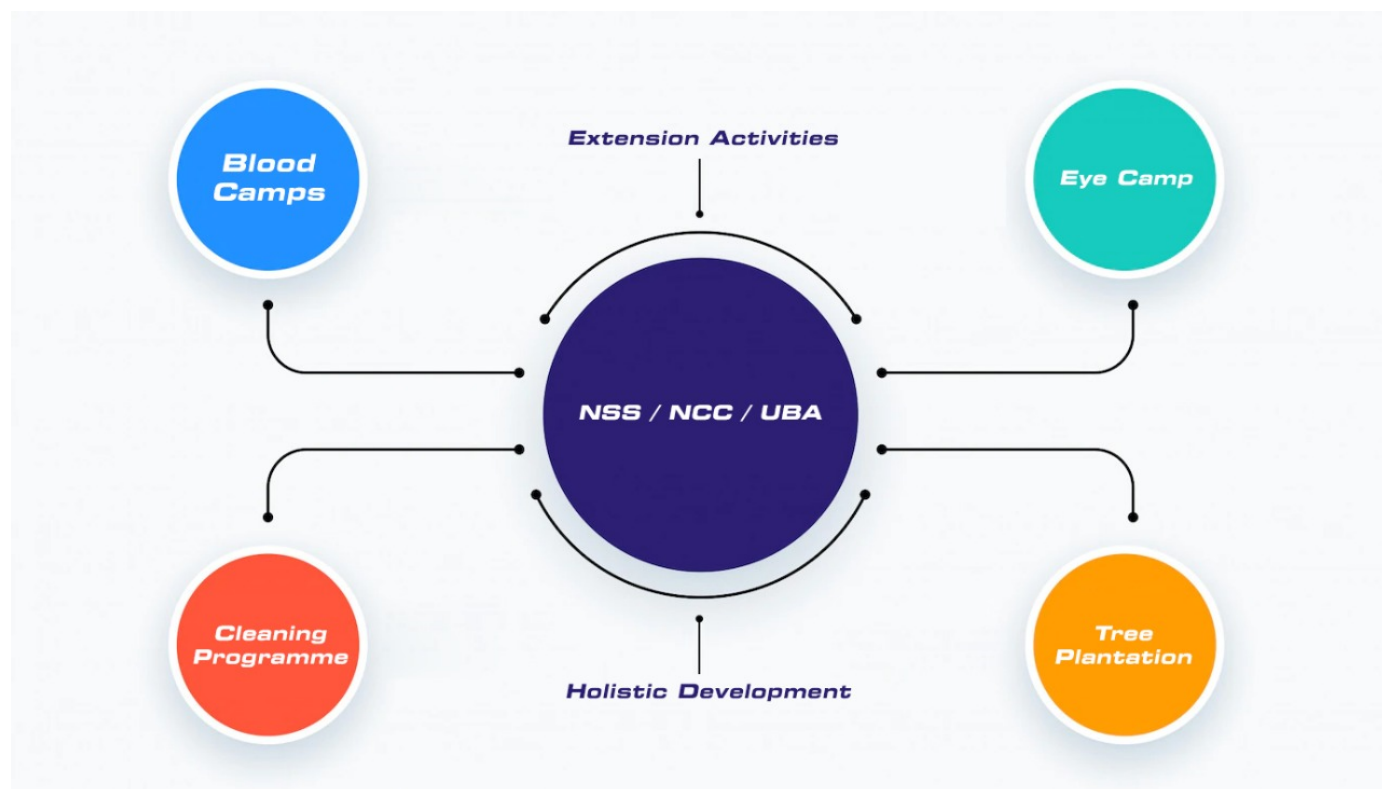 Extension Activities
Blood
Camps
Eye Camp
NSS / NCC / UBA
Cleaning
Programme
Tree
Plantation
Holistic Development